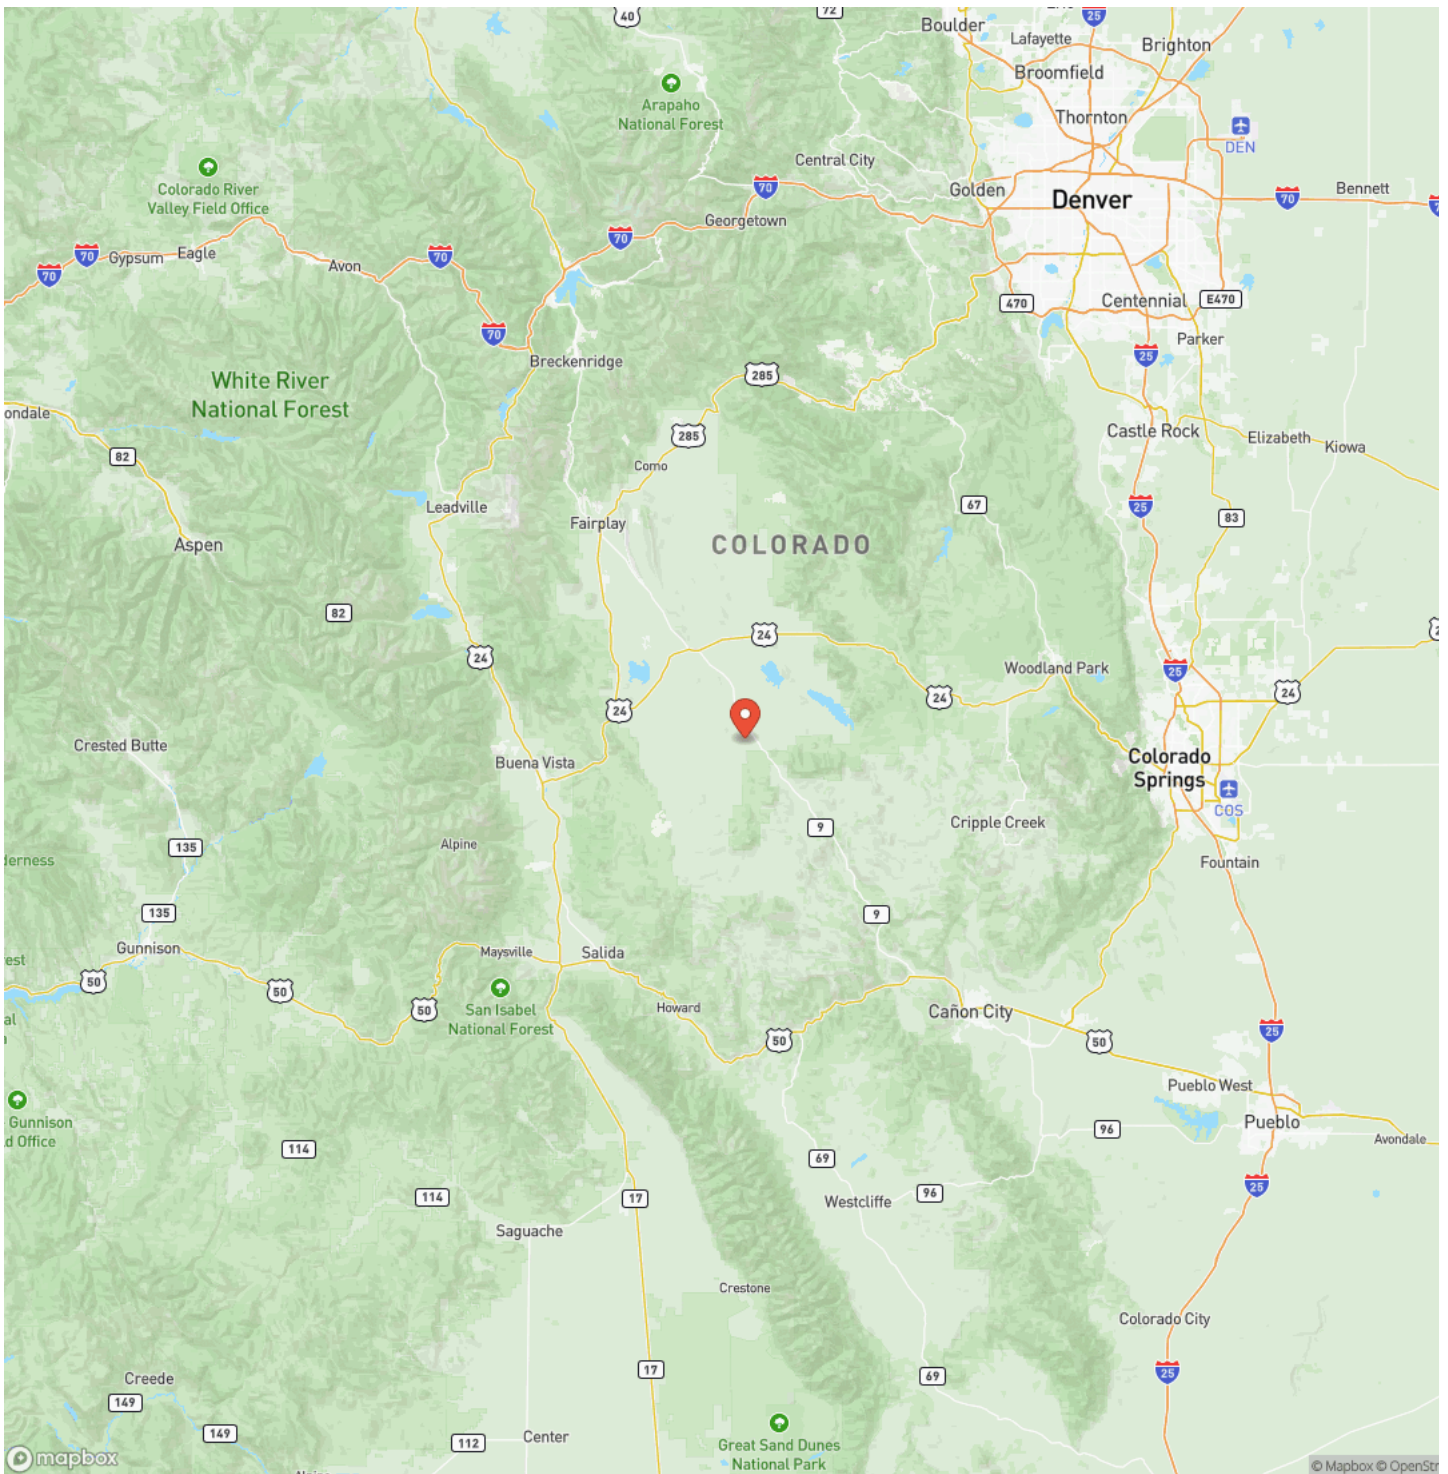 40
72
25
Boulder
Lafayette
Brighton
Broomfield
Arapaho
National Forest
Thornton
DEN
Central City
Colorado River
Valley Field Office
70
Golden
Denver
70
Bennett
Georgetown
70
70
Gypsum
Eagle
70
Avon
70
470
Centennial
E470
70
Breckenridge
25
Parker
285
White River
National Forest
ondale
285
Castle Rock
Elizabeth
Kiowa
82
Como
Leadville
67
25
83
Fairplay
Aspen
COLORADO
82
24
24
Woodland Park
25
24
24
24
Crested Butte
Buena Vista
Colorado
Springs
COS
9
Cripple Creek
135
Alpine
derness
Fountain
135
9
Gunnison
Maysville
Salida
est
50
50
50
San Isabel
National Forest
Howard
Cañon City
al
50
50
25
Pueblo West
Gunnison
d Office
Pueblo
96
Avondale
114
69
25
114
17
Westcliffe
96
Saguache
Crestone
Colorado City
17
69
25
Creede
149
149
112
Center
Great Sand Dunes
National Park
mapbox
© Mapbox © OpenStr